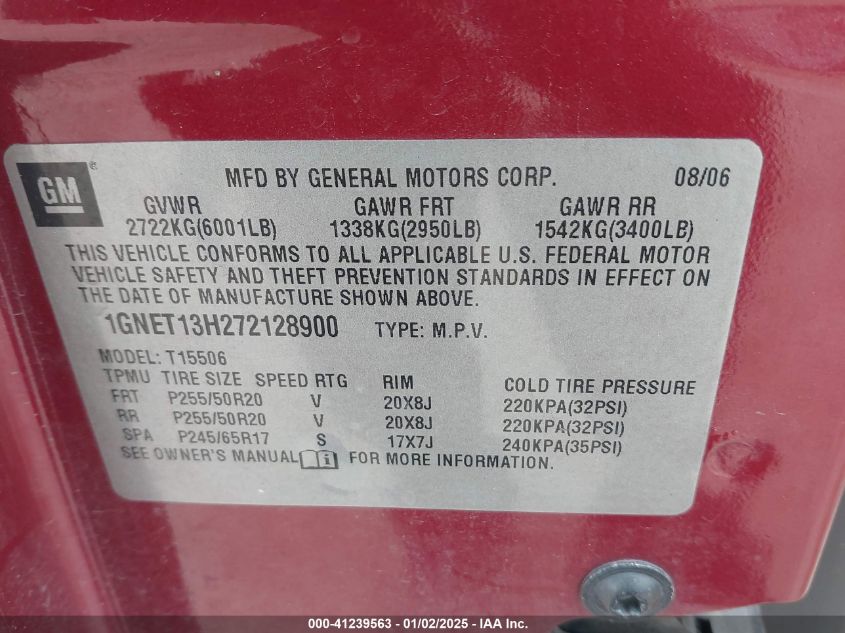 GM ® MFD BY GENERAL MOTORS CORP. 08/06
GVWR GAWR FRT GAWR RR
2722KG(6001LB) 1338KG(2950LB) 1542KG(3400LB)
THIS VEHICLE CONFORMS TO ALL APPLICABLE U.S. FEDERAL MOTOR
VEHICLE SAFETY AND THEFT PREVENTION STANDARDS IN EFFECT ON
THE DATE OF MANUFACTURE SHOWN ABOVE.
1GNET13H272128900 TYPE: M.P.V.
MODEL: T15506
TPMU TIRE SIZE SPEED RTG RIM COLD TIRE PRESSURE
FRT P255/50R20 V 20X8J 220KPA(32PSI)
RR P255/50R20 V 20X8J 220KPA(32PSI)
SPA P245/65R17 S 17X7J 240KPA(35PSI)
SEE OWNER'S MANUAL i FOR MORE INFORMATION.
000-41239563 - 01/02/2025 - IAA Inc.